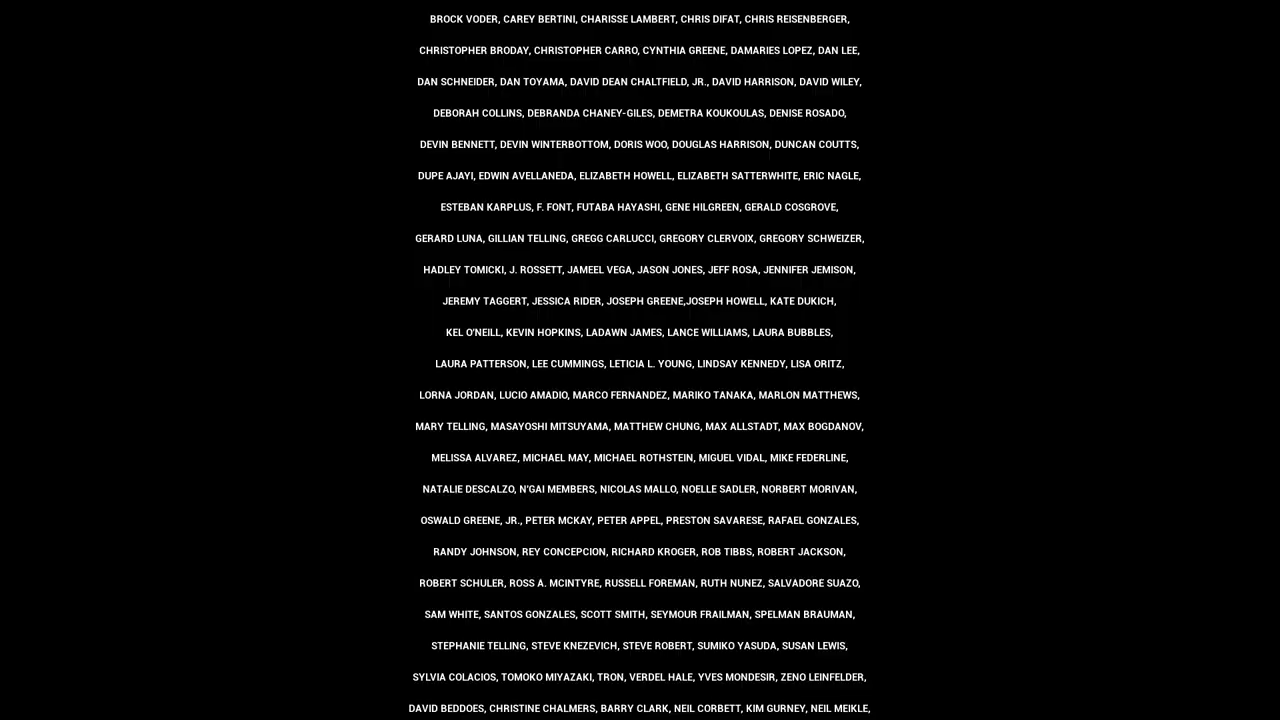 BROCK VODER, CAREY BERTINI, CHARISSE LAMBERT, CHRIS DIFAT, CHRIS REISENBERGER,
CHRISTOPHER BRODAY, CHRISTOPHER CARRO, CYNTHIA GREENE, DAMARIES LOPEZ, DAN LEE,
DAN SCHNEIDER, DAN TOYAMA, DAVID DEAN CHALTFIELD, JR., DAVID HARRISON, DAVID WILEY,
DEBORAH COLLINS, DEBRANDA CHANEY-GILES, DEMETRA KOUKOULAS, DENISE ROSADO,
DEVIN BENNETT, DEVIN WINTERBOTTOM, DORIS WOO, DOUGLAS HARRISON, DUNCAN COUTTS,
DUPE AJAYI, EDWIN AVELLANEDA, ELIZABETH HOWELL, ELIZABETH SATTERWHITE, ERIC NAGLE,
ESTEBAN KARPLUS, F. FONT, FUTABA HAYASHI, GENE HILGREEN, GERALD COSGROVE,
GERARD LUNA, GILLIAN TELLING, GREGG CARLUCCI, GREGORY CLERVOIX, GREGORY SCHWEIZER,
HADLEY TOMICKI, J. ROSSETT, JAMEEL VEGA, JASON JONES, JEFF ROSA, JENNIFER JEMISON,
JEREMY TAGGERT, JESSICA RIDER, JOSEPH GREENE,JOSEPH HOWELL, KATE DUKICH,
KEL O'NEILL, KEVIN HOPKINS, LADAWN JAMES, LANCE WILLIAMS, LAURA BUBBLES,
LAURA PATTERSON, LEE CUMMINGS, LETICIA L. YOUNG, LINDSAY KENNEDY, LISA ORITZ,
LORNA JORDAN, LUCIO AMADIO, MARCO FERNANDEZ, MARIKO TANAKA, MARLON MATTHEWS,
MARY TELLING, MASAYOSHI MITSUYAMA, MATTHEW CHUNG, MAX ALLSTADT, MAX BOGDANOV,
MELISSA ALVAREZ, MICHAEL MAY, MICHAEL ROTHSTEIN, MIGUEL VIDAL, MIKE FEDERLINE,
NATALIE DESCALZO, N'GAI MEMBERS, NICOLAS MALLO, NOELLE SADLER, NORBERT MORIVAN,
OSWALD GREENE, JR., PETER MCKAY, PETER APPEL, PRESTON SAVARESE, RAFAEL GONZALES,
RANDY JOHNSON, REY CONCEPCION, RICHARD KROGER, ROB TIBBS, ROBERT JACKSON,
ROBERT SCHULER, ROSS A. MCINTYRE, RUSSELL FOREMAN, RUTH NUNEZ, SALVADORE SUAZO,
SAM WHITE, SANTOS GONZALES, SCOTT SMITH, SEYMOUR FRAILMAN, SPELMAN BRAUMAN,
STEPHANIE TELLING, STEVE KNEZEVICH, STEVE ROBERT, SUMIKO YASUDA, SUSAN LEWIS,
SYLVIA COLACIOS, TOMOKO MIYAZAKI, TRON, VERDEL HALE, YVES MONDESIR, ZENO LEINFELDER,
DAVID BEDDOES, CHRISTINE CHALMERS, BARRY CLARK, NEIL CORBETT, KIM GURNEY, NEIL MEIKLE,